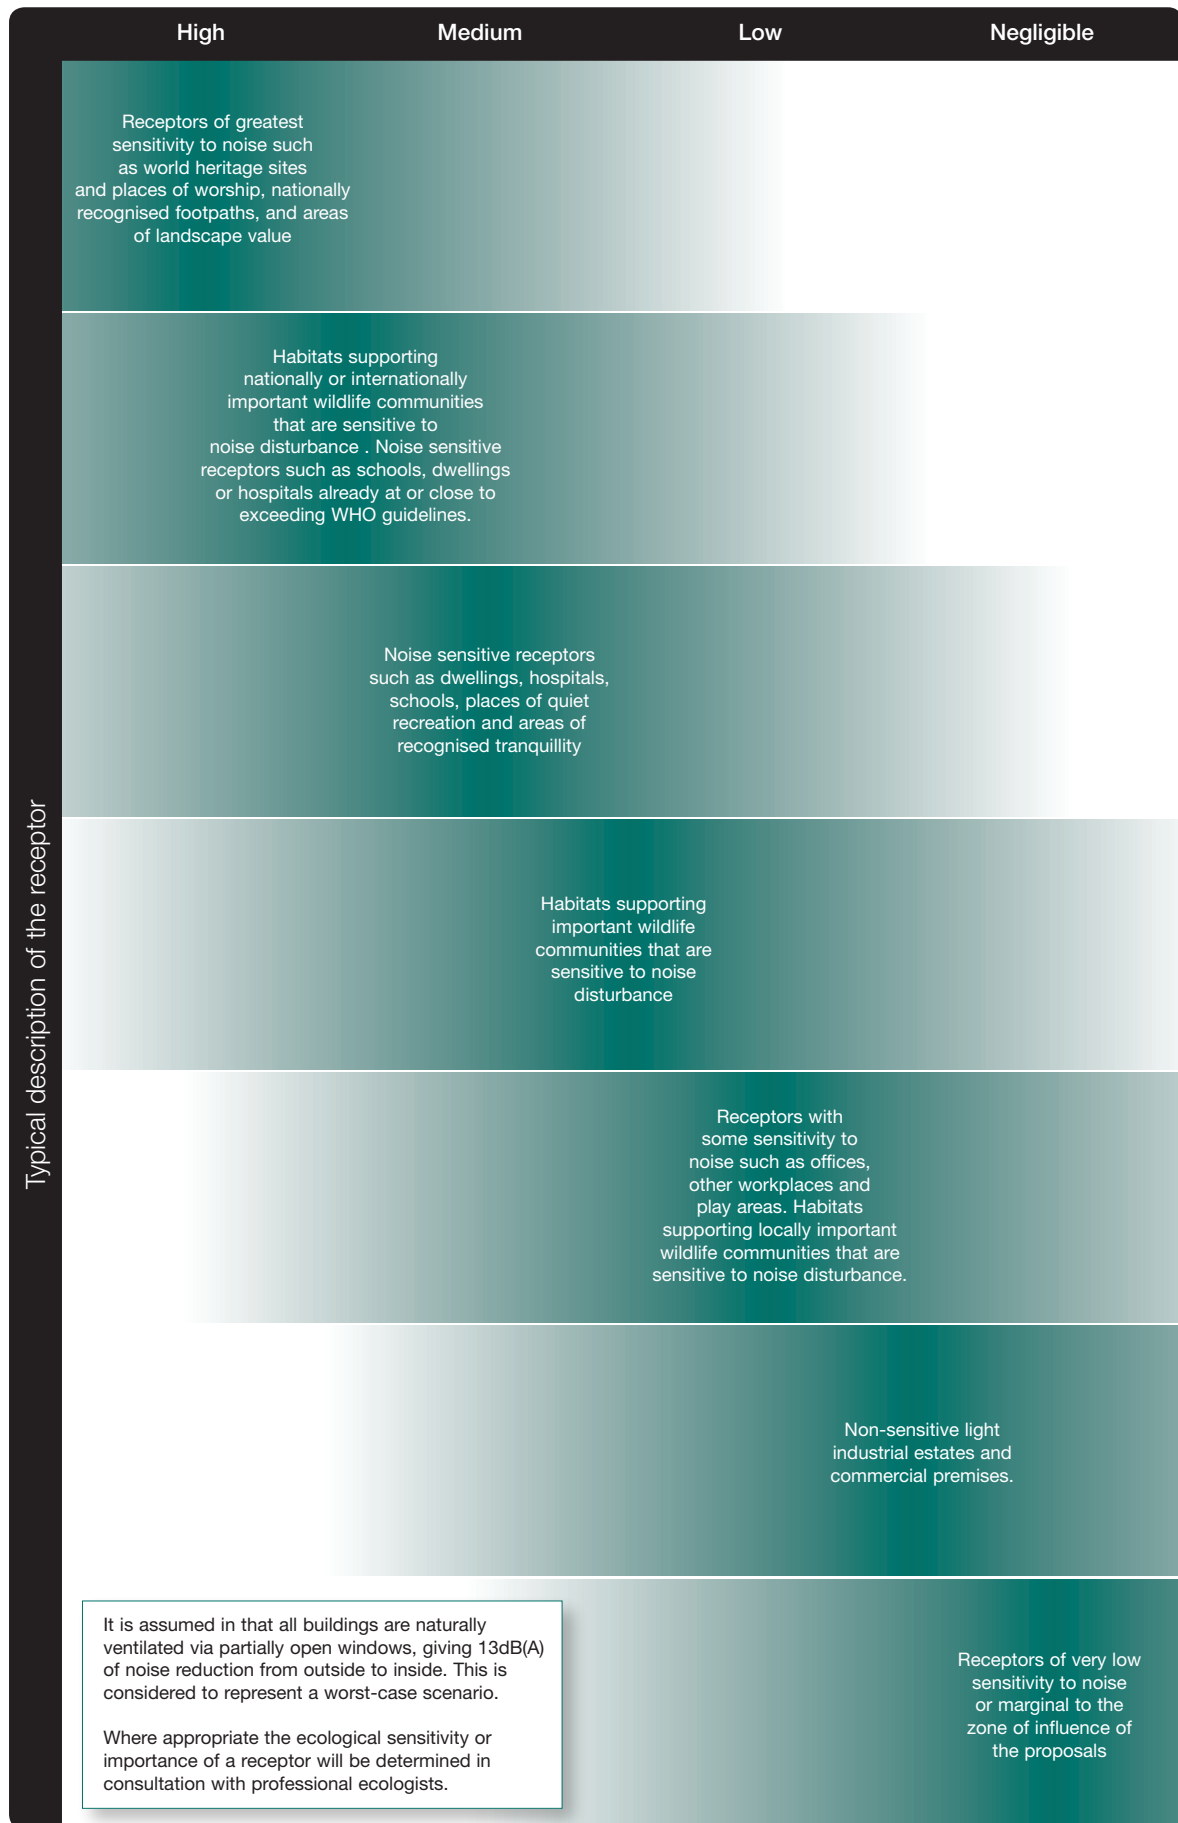 High Medium Low Negligible
Typical description of the receptor
Receptors of greatest
sensitivity to noise such
as world heritage sites
and places of worship, nationally
recognised footpaths, and areas
of landscape value
Habitats supporting
nationally or internationally
important wildlife communities
that are sensitive to
noise disturbance . Noise sensitive
receptors such as schools, dwellings
or hospitals already at or close to
exceeding WHO guidelines.
Noise sensitive receptors
such as dwellings, hospitals,
schools, places of quiet
recreation and areas of
recognised tranquillity
Habitats supporting
important wildlife
communities that are
sensitive to noise
disturbance
Receptors with
some sensitivity to
noise such as offices,
other workplaces and
play areas. Habitats
supporting locally important
wildlife communities that are
sensitive to noise disturbance.
Non-sensitive light
industrial estates and
commercial premises.
It is assumed in that all buildings are naturally
ventilated via partially open windows, giving 13dB(A)
of noise reduction from outside to inside. This is
considered to represent a worst-case scenario.
Where appropriate the ecological sensitivity or
importance of a receptor will be determined in
consultation with professional ecologists.
Receptors of very low
sensitivity to noise
or marginal to the
zone of influence of
the proposals